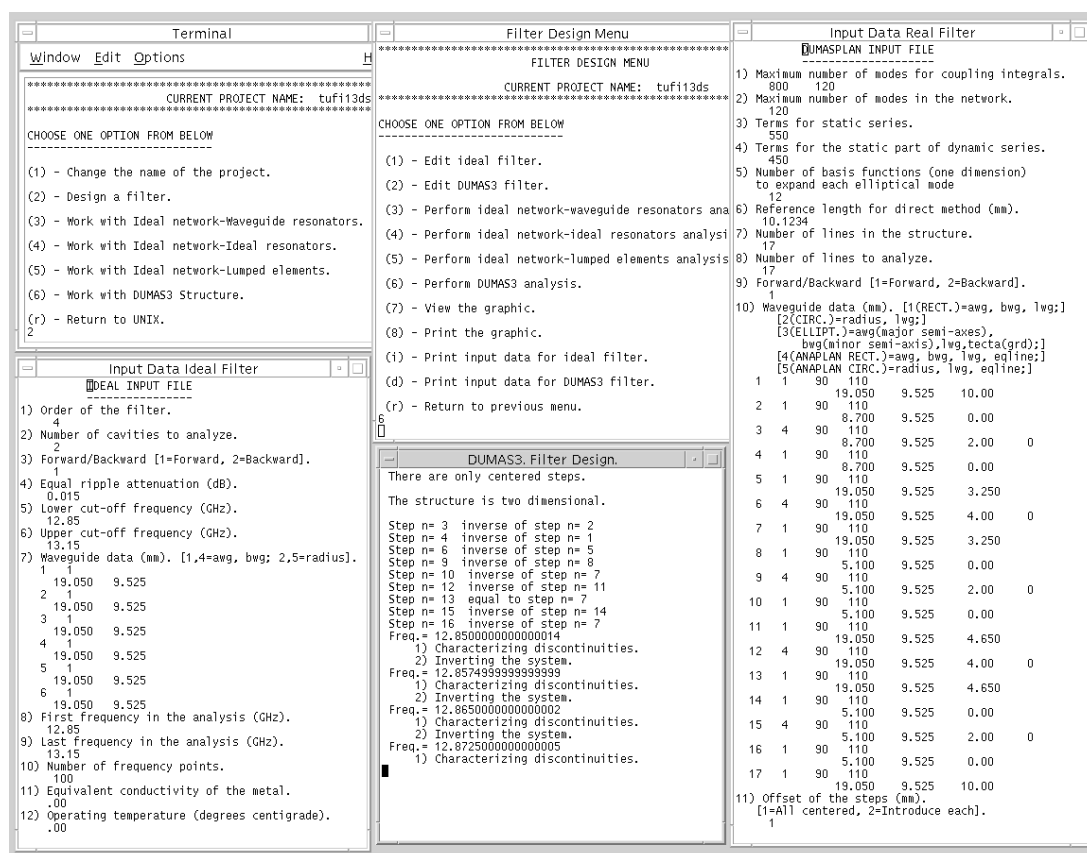 Terminal
Window Edit Options H
************************************************************
CURRENT PROJECT NAME: tufi13ds
************************************************************
CHOOSE ONE OPTION FROM BELOW
----------------------------
(1) - Change the name of the project.
(2) - Design a filter.
(3) - Work with Ideal network-Waveguide resonators.
(4) - Work with Ideal network-Ideal resonators.
(5) - Work with Ideal network-Lumped elements.
(6) - Work with DUMAS3 Structure.
(r) - Return to UNIX.
2
Input Data Ideal Filter
IDEAL INPUT FILE
----------------
1) Order of the filter.
4
2) Number of cavities to analyze.
2
3) Forward/Backward [1=Forward, 2=Backward].
1
4) Equal ripple attenuation (dB).
0.015
5) Lower cut-off frequency (GHz).
12.85
6) Upper cut-off frequency (GHz).
13.15
7) Waveguide data (mm). [1,4=awg, bwg; 2,5=radius].
1 1
19.050 9.525
2 1
19.050 9.525
3 1
19.050 9.525
4 1
19.050 9.525
5 1
19.050 9.525
6 1
19.050 9.525
8) First frequency in the analysis (GHz).
12.85
9) Last frequency in the analysis (GHz).
13.15
10) Number of frequency points.
100
11) Equivalent conductivity of the metal.
.00
12) Operating temperature (degrees centigrade).
.00
Filter Design Menu
************************************************************
FILTER DESIGN MENU
CURRENT PROJECT NAME: tufi13ds
************************************************************
CHOOSE ONE OPTION FROM BELOW
----------------------------
(1) - Edit ideal filter.
(2) - Edit DUMAS3 filter.
(3) - Perform ideal network-waveguide resonators ana
(4) - Perform ideal network-ideal resonators analysi
(5) - Perform ideal network-lumped elements analysis
(6) - Perform DUMAS3 analysis.
(7) - View the graphic.
(8) - Print the graphic.
(i) - Print input data for ideal filter.
(d) - Print input data for DUMAS3 filter.
(r) - Return to previous menu.
6
DUMAS3. Filter Design.
There are only centered steps.
The structure is two dimensional.
Step n= 3 inverse of step n= 2
Step n= 4 inverse of step n= 1
Step n= 6 inverse of step n= 5
Step n= 9 inverse of step n= 8
Step n= 10 inverse of step n= 7
Step n= 12 inverse of step n= 11
Step n= 13 equal to step n= 7
Step n= 15 inverse of step n= 14
Step n= 16 inverse of step n= 7
Freq.= 12.8500000000000014
1) Characterizing discontinuities.
2) Inverting the system.
Freq.= 12.8574999999999999
1) Characterizing discontinuities.
2) Inverting the system.
Freq.= 12.8650000000000002
1) Characterizing discontinuities.
2) Inverting the system.
Freq.= 12.8725000000000005
1) Characterizing discontinuities.
Input Data Real Filter
DUMASPLAN INPUT FILE
--------------------
1) Maximum number of modes for coupling integrals.
800 120
2) Maximum number of modes in the network.
120
3) Terms for static series.
550
4) Terms for the static part of dynamic series.
450
5) Number of basis functions (one dimension)
to expand each elliptical mode
12
6) Reference length for direct method (mm).
10.1234
7) Number of lines in the structure.
17
8) Number of lines to analyze.
17
9) Forward/Backward [1=Forward, 2=Backward].
1
10) Waveguide data (mm). [1(RECT.)=awg, bwg, lwg;]
[2(CIRC.)=radius, lwg;]
[3(ELLIPT.)=awg(major semi-axes),
bwg(minor semi-axis),lwg,tecta(grd);]
[4(ANAPLAN RECT.)=awg, bwg, lwg, eqline;]
[5(ANAPLAN CIRC.)=radius, lwg, eqline;]
1 1 90 110
19.050 9.525 10.00
2 1 90 110
8.700 9.525 0.00
3 4 90 110
8.700 9.525 2.00 0
4 1 90 110
8.700 9.525 0.00
5 1 90 110
19.050 9.525 3.250
6 4 90 110
19.050 9.525 4.00 0
7 1 90 110
19.050 9.525 3.250
8 1 90 110
5.100 9.525 0.00
9 4 90 110
5.100 9.525 2.00 0
10 1 90 110
5.100 9.525 0.00
11 1 90 110
19.050 9.525 4.650
12 4 90 110
19.050 9.525 4.00 0
13 1 90 110
19.050 9.525 4.650
14 1 90 110
5.100 9.525 0.00
15 4 90 110
5.100 9.525 2.00 0
16 1 90 110
5.100 9.525 0.00
17 1 90 110
19.050 9.525 10.00
11) Offset of the steps (mm).
[1=All centered, 2=Introduce each].
1